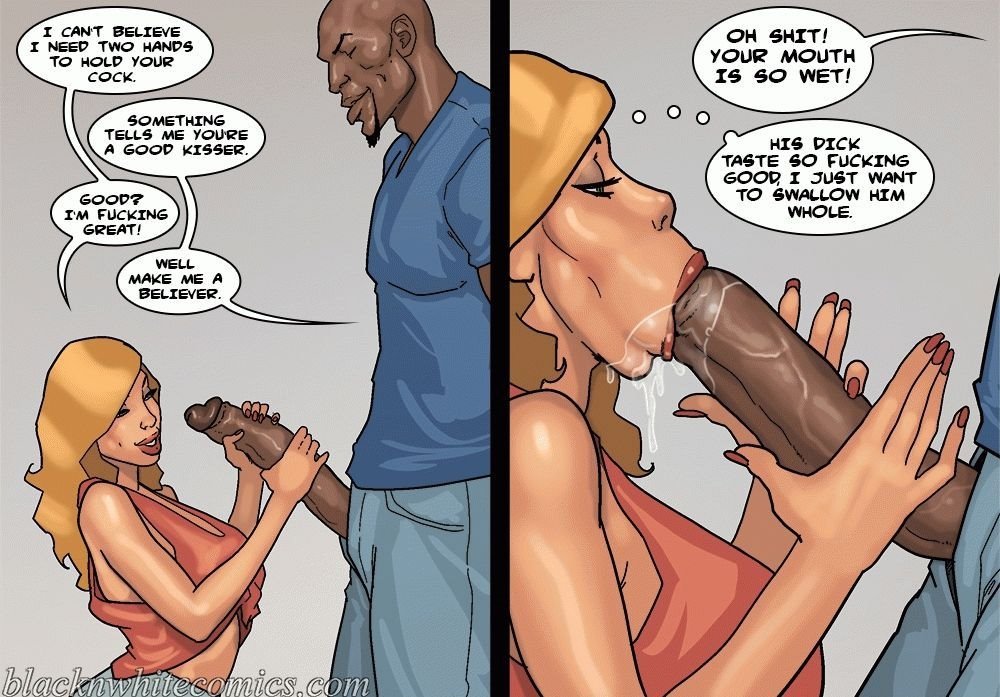 I CAN'T BELIEVE
I NEED TWO HANDS
TO HOLD YOUR
COCK.
SOMETHING
TELLS ME YOU'RE
A GOOD KISSER.
GOOD?
I'M FUCKING
GREAT!
WELL
MAKE ME A
BELIEVER.
OH SHIT!
YOUR MOUTH
IS SO WET!
HIS DICK
TASTE SO FUCKING
GOOD, I JUST WANT
TO SWALLOW HIM
WHOLE.
blacknwhitecomics.com